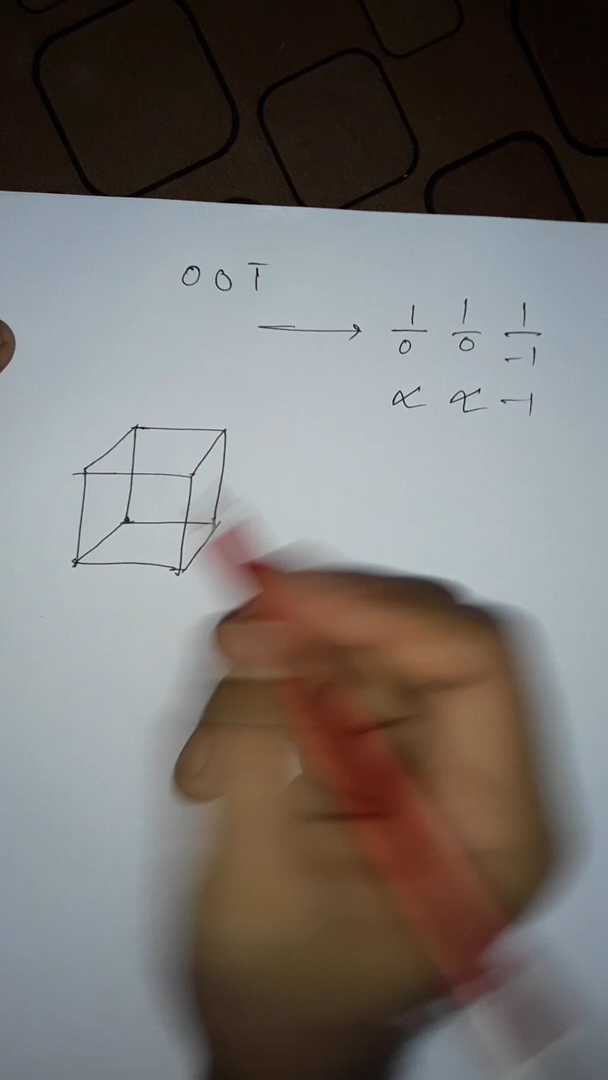 0 0 1̅
⟶ 1/0 1/0 1/-1
∝ ∝ -1